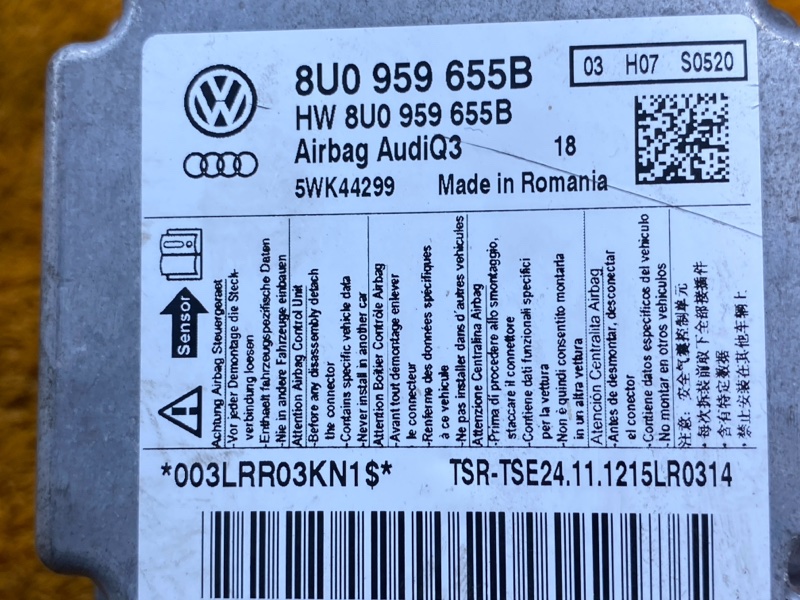 8U0 959 655B
03 H07 S0520
HW 8U0 959 655B
Airbag AudiQ3 18
5WK44299 Made in Romania
Sensor
Achtung Airbag Steuergeraet
-Vor jeder Demontage die Steck-
verbindung loesen
-Enthaelt fahrzeugspezifische Daten
-Nie in andere Fahrzeuge einbauen
Attention Airbag Control Unit
-Before any disassembly detach
the connector
-Contains specific vehicle data
-Never install in another car
Attention Boitier Contrôle Airbag
-Avant tout démontage enlever
le connecteur
-Renferme des données spécifiques
à ce véhicule
-Ne pas installer dans d'autres véhicules
Attenzione Centralina Airbag
-Prima di procedere allo smontaggio,
staccare il connettore
-Contiene dati funzionali specifici
per la vettura
-Non è quindi consentito montarla
in un altra vettura
Atención Centralita Airbag
-Antes de desmontar, desconectar
el conector
-Contiene datos específicos del vehículo
No montar en otros vehículos
注意: 安全气囊控制单元
•每次拆装前取下全部接插件
•含有特定数据
•禁止安装在其他车辆上
*003LRR03KN1$* TSR-TSE24.11.1215LR0314